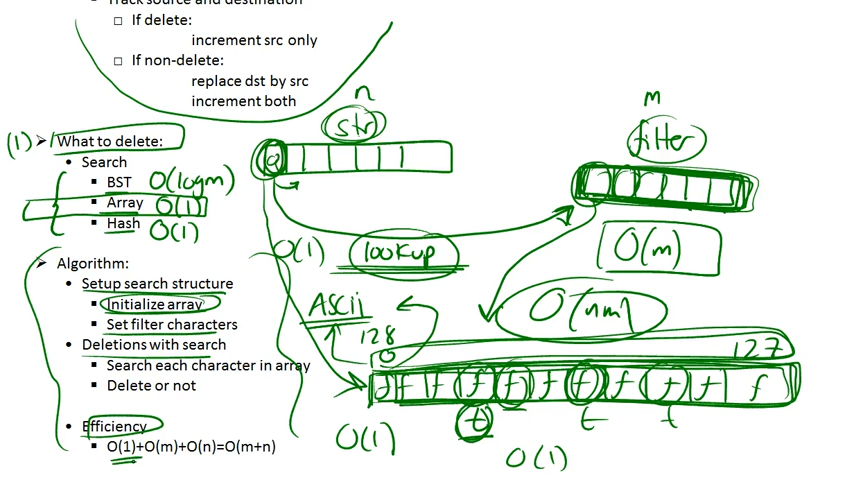 Track source and destination
□ If delete:
increment src only
□ If non-delete:
replace dst by src
increment both
n
str
m
filter
(1) ➤ What to delete:
• Search
▪ BST O(logm)
▪ Array O(1)
▪ Hash O(1)
a
O(1) lookup
O(m)
O(nm)
➤ Algorithm:
• Setup search structure
▪ Initialize array
▪ Set filter characters
• Deletions with search
▪ Search each character in array
▪ Delete or not
• Efficiency
▪ O(1)+O(m)+O(n)=O(m+n)
ASCii
128
0 127
f f f f f f f f f f f
t t t
O(1) O(1)